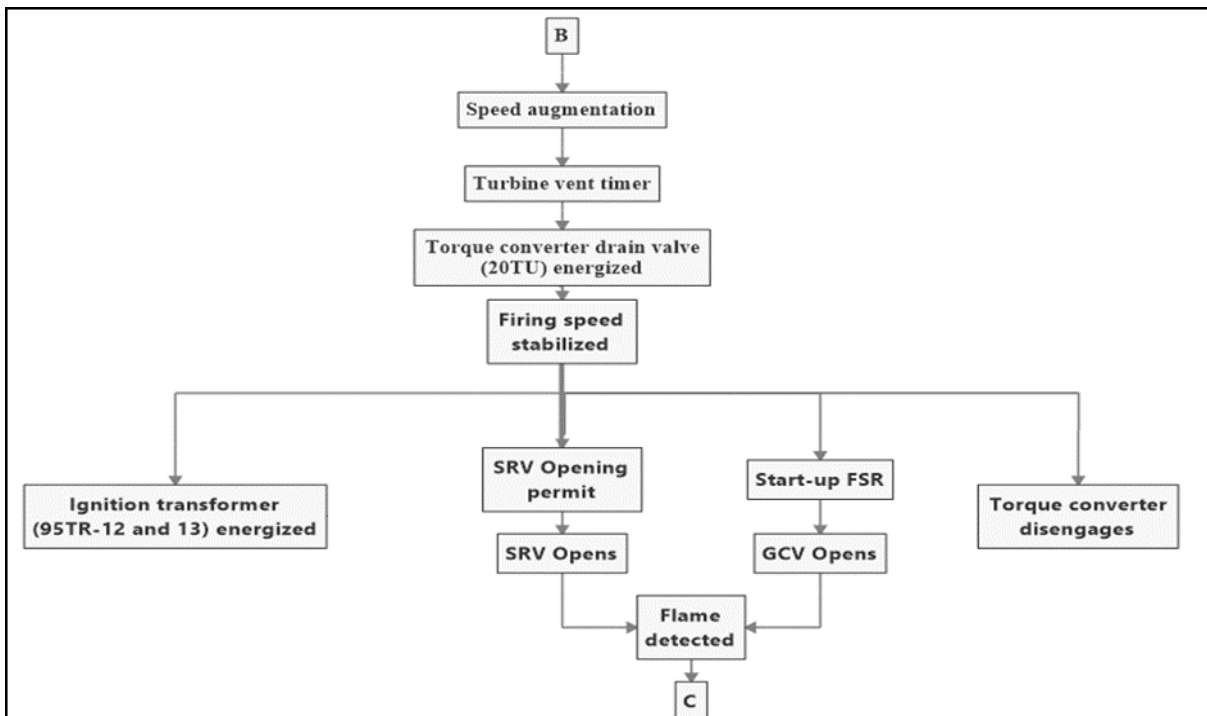 B
Speed augmentation
Turbine vent timer
Torque converter drain valve
(20TU) energized
Firing speed
stabilized
Ignition transformer
(95TR-12 and 13) energized
SRV Opening
permit
Start-up FSR
Torque converter
disengages
SRV Opens
GCV Opens
Flame
detected
C